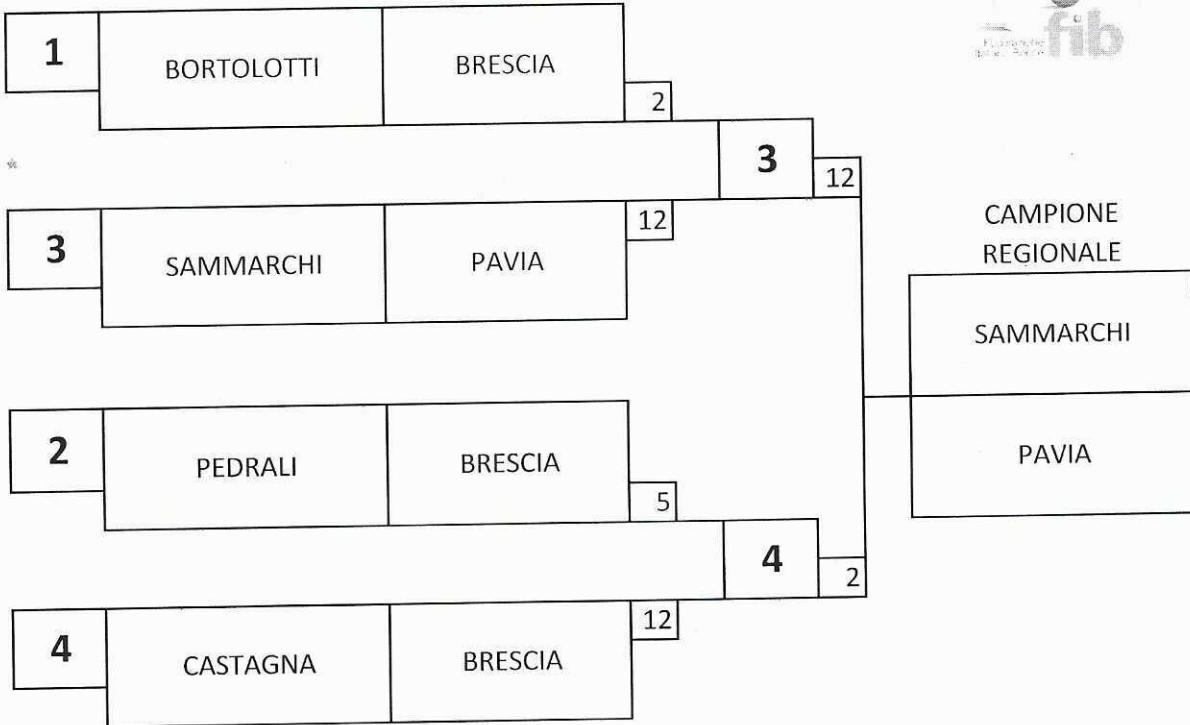 fib
1
BORTOLOTTI
BRESCIA
2
3
12
3
SAMMARCHI
PAVIA
12
CAMPIONE
REGIONALE
SAMMARCHI
PAVIA
2
PEDRALI
BRESCIA
5
4
2
4
CASTAGNA
BRESCIA
12